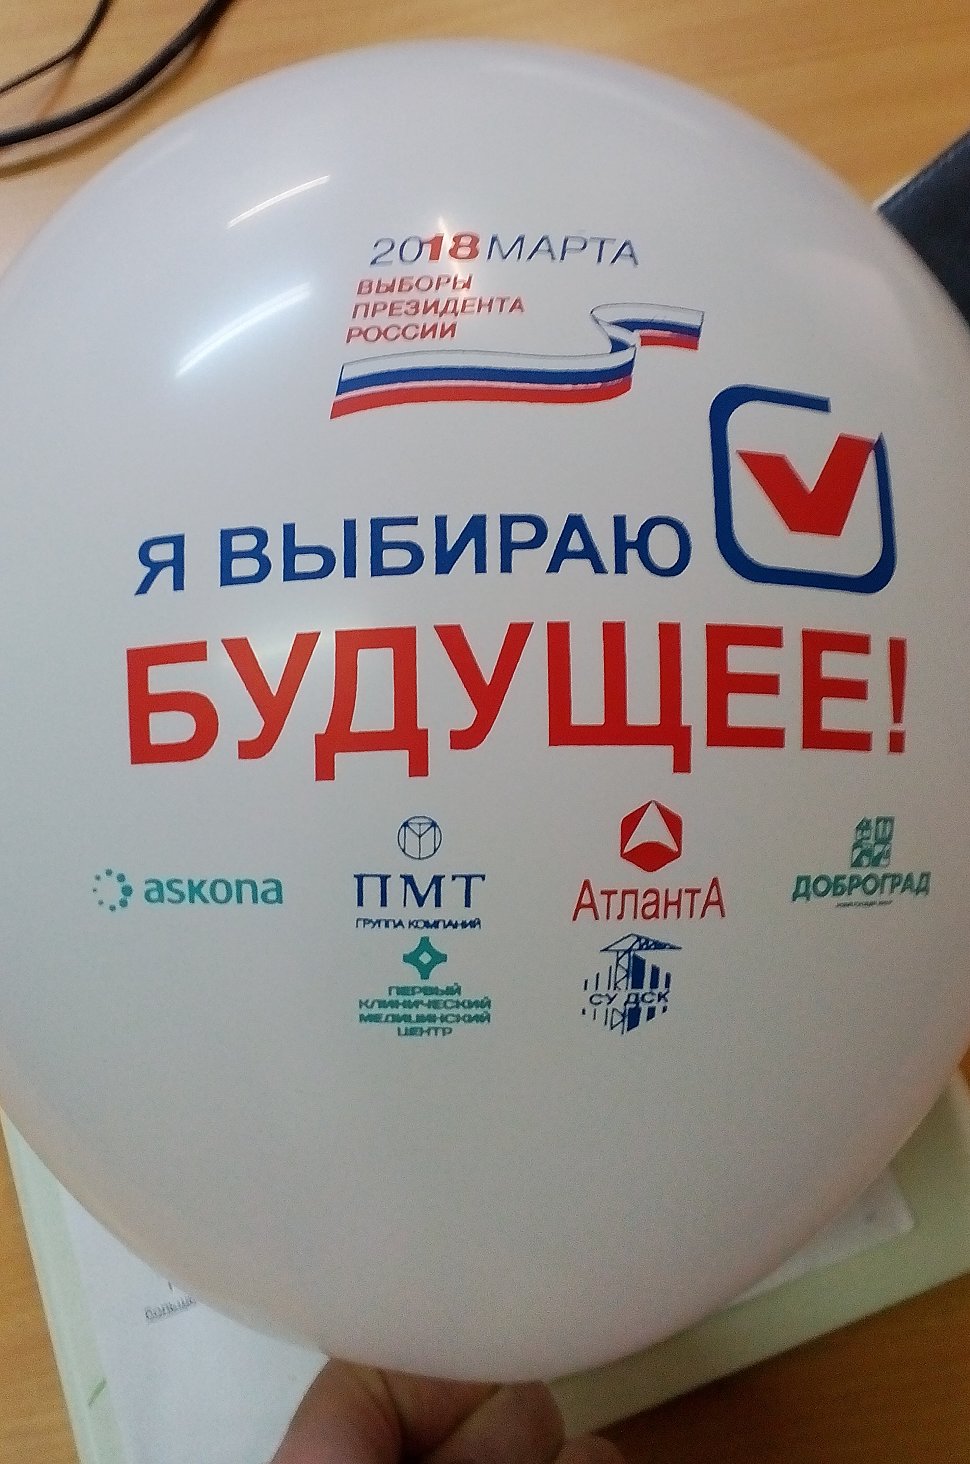 2018 МАРТА
ВЫБОРЫ
ПРЕЗИДЕНТА
РОССИИ
Я ВЫБИРАЮ
БУДУЩЕЕ!
askona
ПМТ
ГРУППА КОМПАНИЙ
АтлантА
ДОБРОГРАД
ПЕРВЫЙ
КЛИНИЧЕСКИЙ
МЕДИЦИНСКИЙ
ЦЕНТР
СУ ДСК